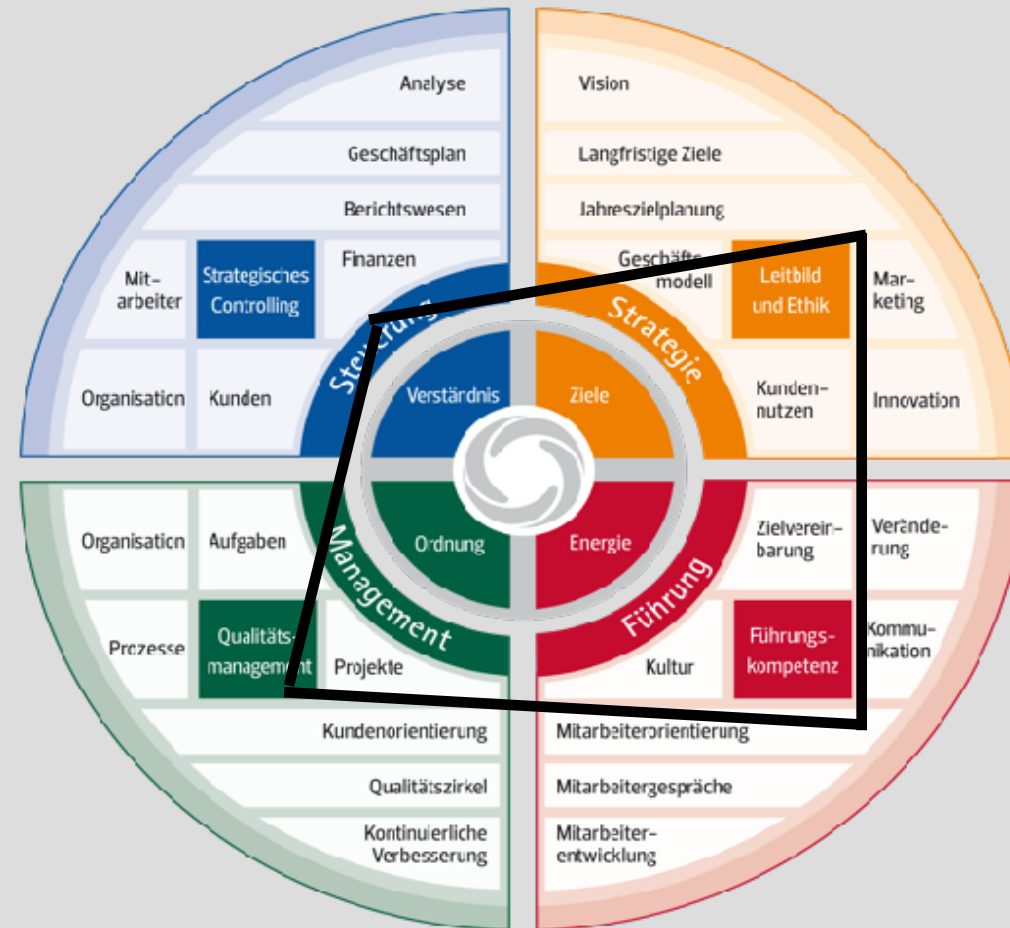 Analyse
Geschäftsplan
Berichtswesen
Finanzen
Mit-
arbeiter
Strategisches
Controlling
Organisation
Kunden
Steuerung
Verständnis
Vision
Langfristige Ziele
Jahreszielplanung
Geschäfts-
modell
Leitbild
und Ethik
Mar-
keting
Strategie
Ziele
Kunden-
nutzen
Innovation
Organisation
Aufgaben
Ordnung
Management
Prozesse
Qualitäts-
management
Projekte
Kundenorientierung
Qualitätszirkel
Kontinuierliche
Verbesserung
Energie
Führung
Zielverein-
barung
Verände-
rung
Kultur
Führungs-
kompetenz
Kommu-
nikation
Mitarbeiterorientierung
Mitarbeitergespräche
Mitarbeiter-
entwicklung